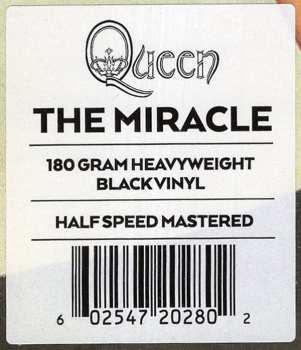 Queen
THE MIRACLE
180 GRAM HEAVYWEIGHT
BLACK VINYL
HALF SPEED MASTERED
6 02547 20280 2